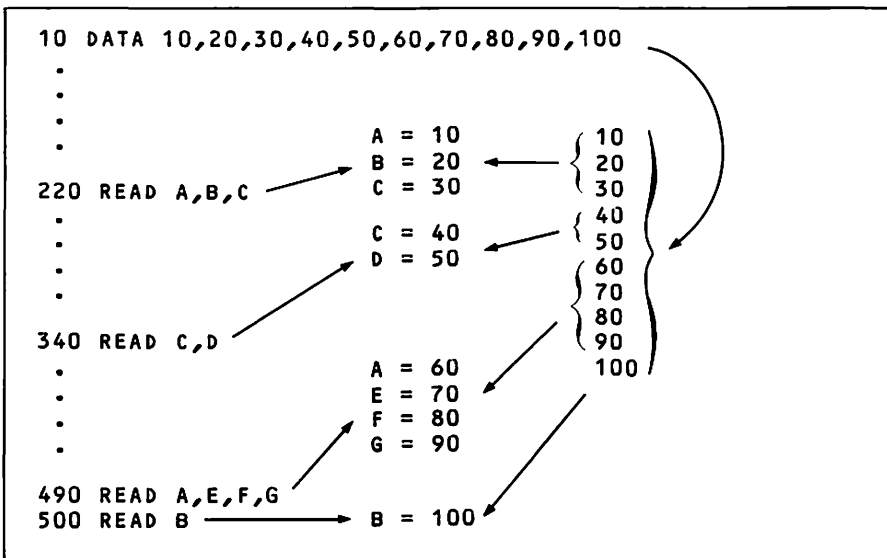 10 DATA 10,20,30,40,50,60,70,80,90,100
A = 10
B = 20
C = 30
10
20
30
220 READ A,B,C
C = 40
D = 50
40
50
60
70
80
90
100
340 READ C,D
A = 60
E = 70
F = 80
G = 90
490 READ A,E,F,G
500 READ B
B = 100